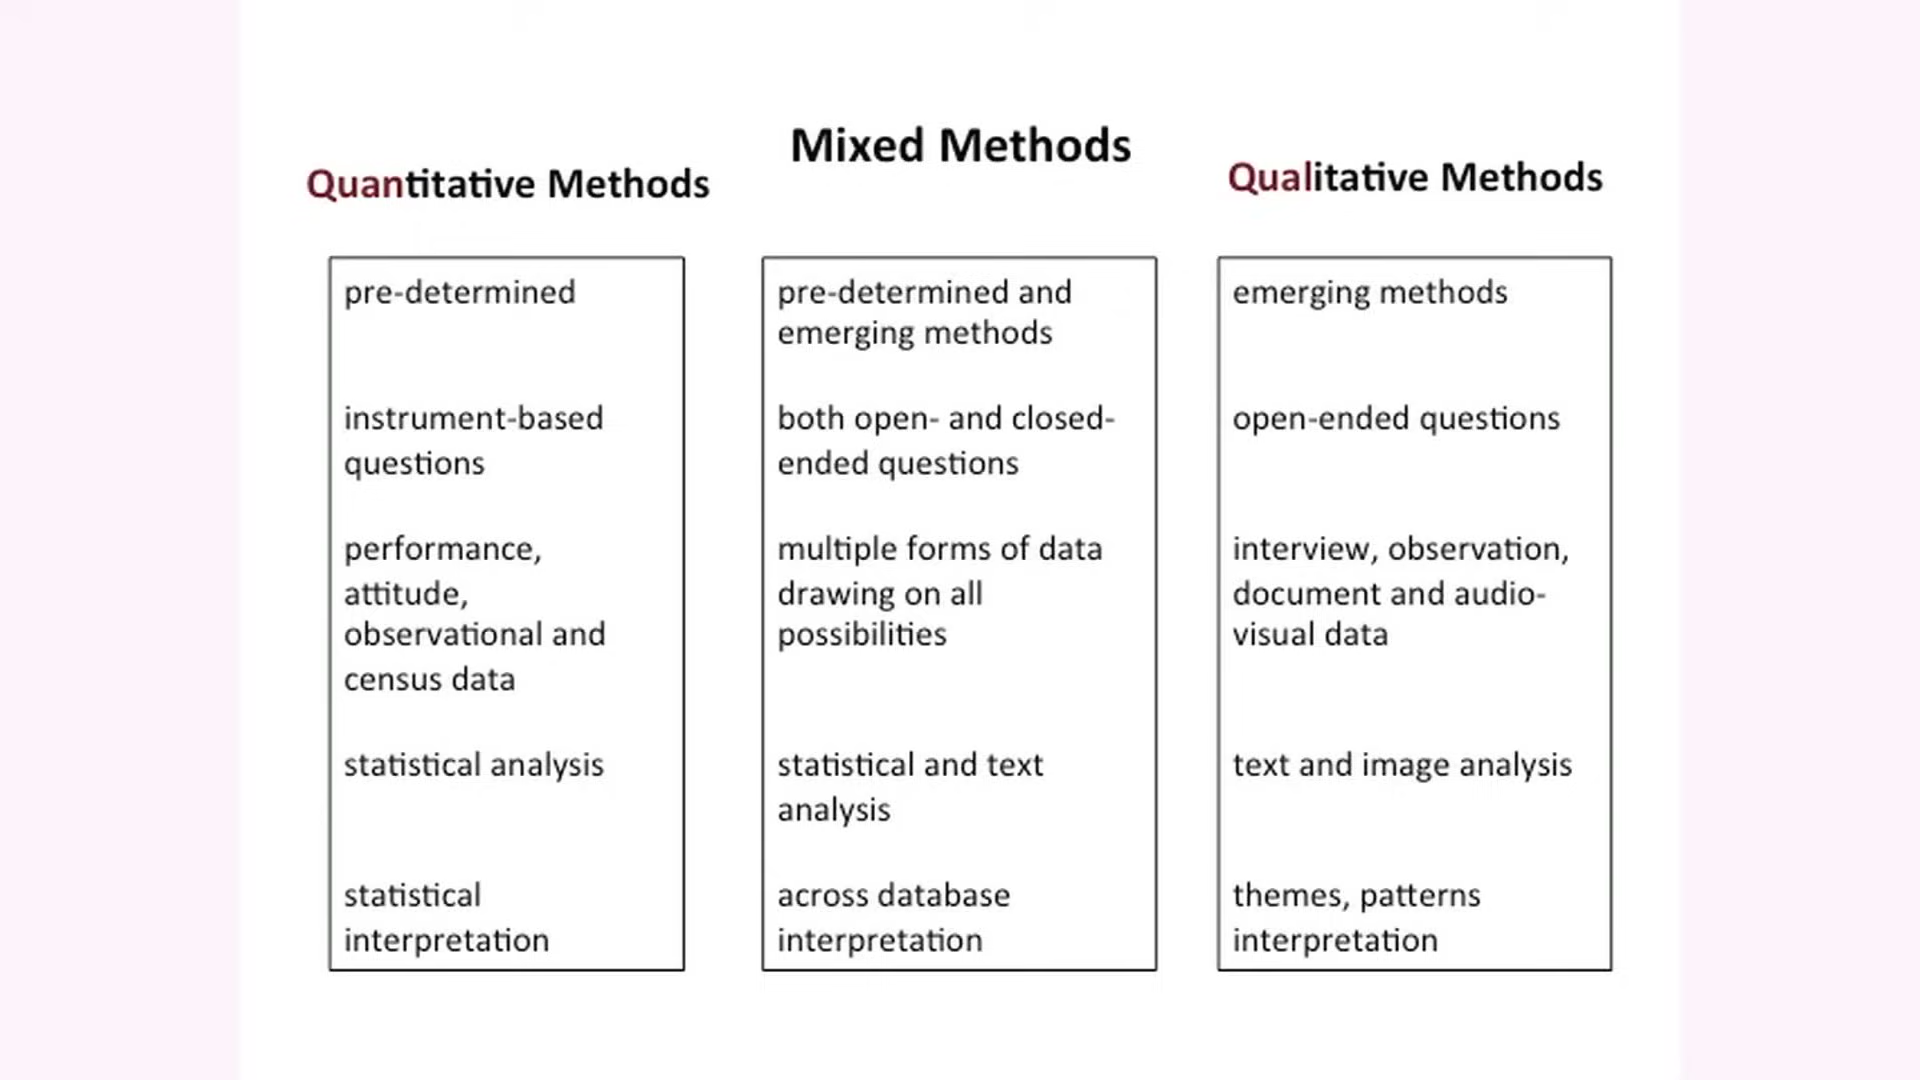 Mixed Methods
Quantitative Methods
Qualitative Methods
pre-determined
instrument-based
questions
performance,
attitude,
observational and
census data
statistical analysis
statistical
interpretation
pre-determined and
emerging methods
both open- and closed-
ended questions
multiple forms of data
drawing on all
possibilities
statistical and text
analysis
across database
interpretation
emerging methods
open-ended questions
interview, observation,
document and audio-
visual data
text and image analysis
themes, patterns
interpretation